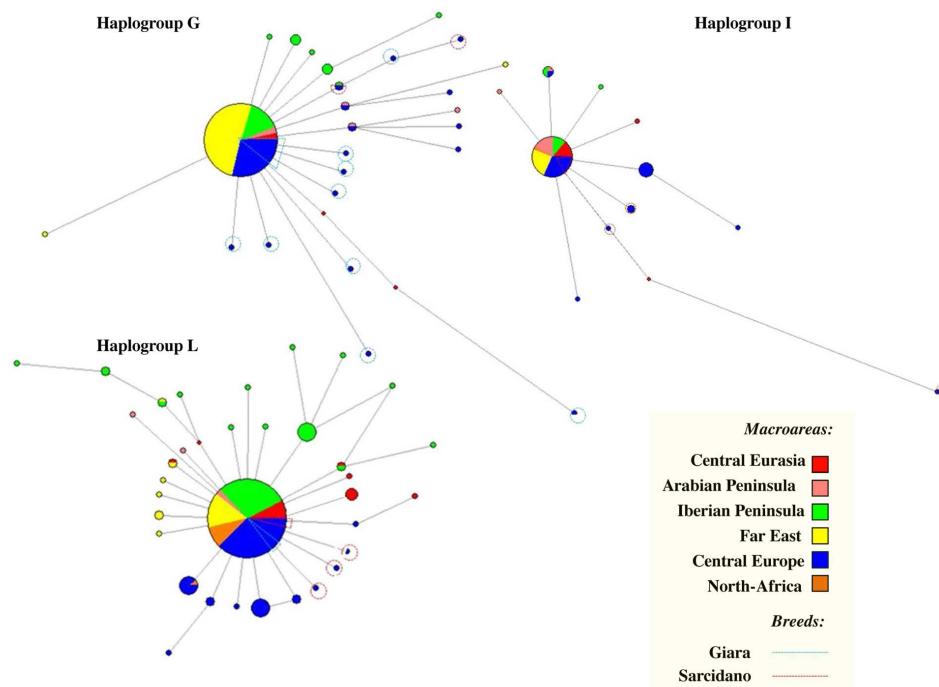 Haplogroup G
Haplogroup I
Haplogroup L
Macroareas:
Central Eurasia
Arabian Peninsula
Iberian Peninsula
Far East
Central Europe
North-Africa
Breeds:
Giara
Sarcidano